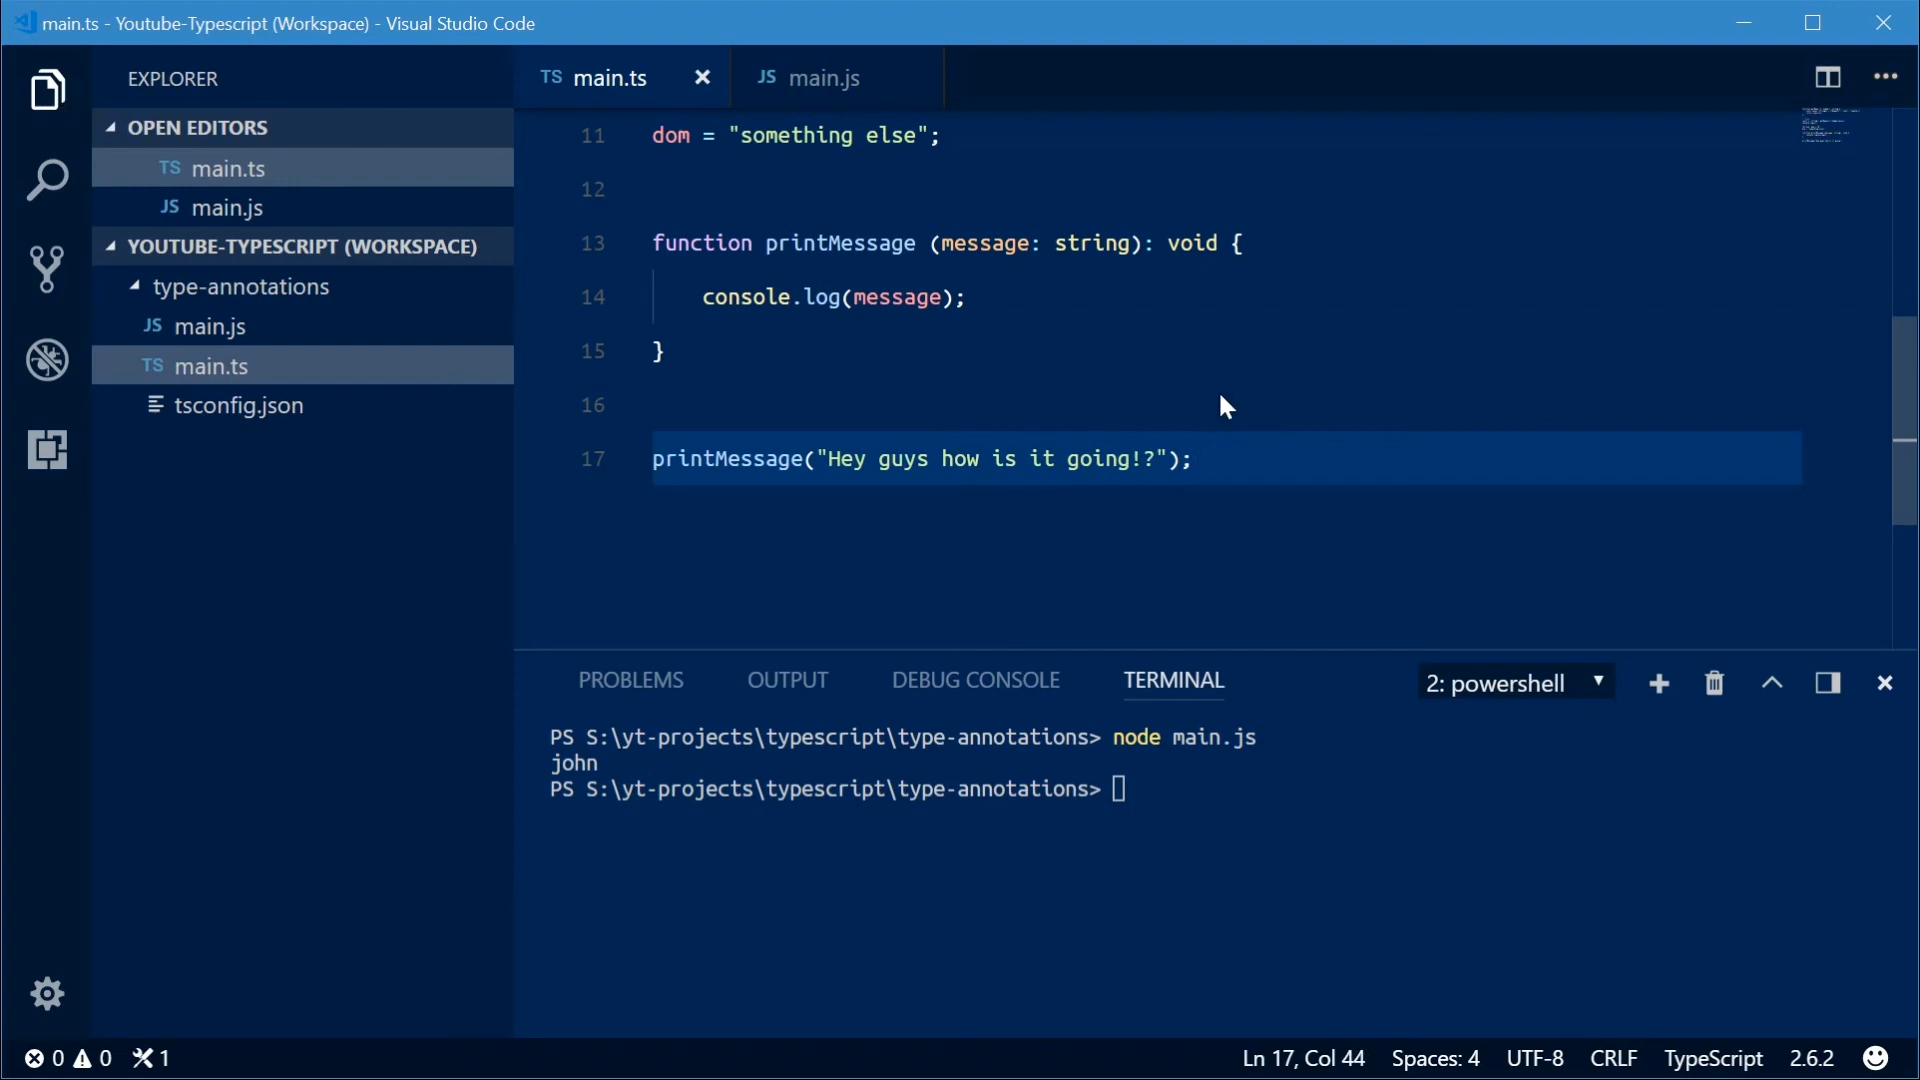 main.ts - Youtube-Typescript (Workspace) - Visual Studio Code
EXPLORER
OPEN EDITORS
TS main.ts
JS main.js
YOUTUBE-TYPESCRIPT (WORKSPACE)
type-annotations
JS main.js
TS main.ts
tsconfig.json
TS main.ts
JS main.js
11 dom = "something else";
12
13 function printMessage (message: string): void {
14 console.log(message);
15 }
16
17 printMessage("Hey guys how is it going!?");
PROBLEMS OUTPUT DEBUG CONSOLE TERMINAL 2: powershell
PS S:\yt-projects\typescript\type-annotations> node main.js
john
PS S:\yt-projects\typescript\type-annotations>
0 0 1 Ln 17, Col 44 Spaces: 4 UTF-8 CRLF TypeScript 2.6.2